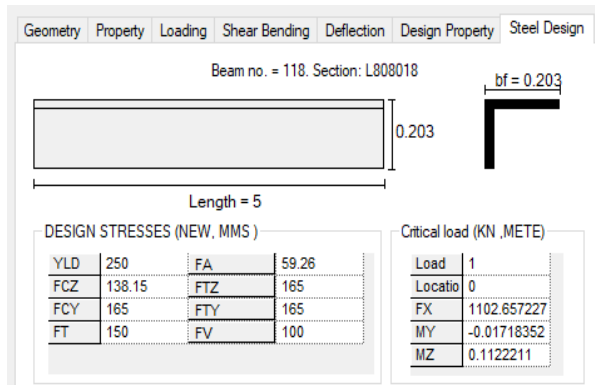 Geometry Property Loading Shear Bending Deflection Design Property Steel Design
Beam no. = 118. Section: L808018
bf = 0.203
0.203
Length = 5
DESIGN STRESSES (NEW, MMS )
YLD 250 FA 59.26
FCZ 138.15 FTZ 165
FCY 165 FTY 165
FT 150 FV 100
Critical load (KN ,METE)
Load 1
Locatio 0
FX 1102.657227
MY -0.01718352
MZ 0.1122211